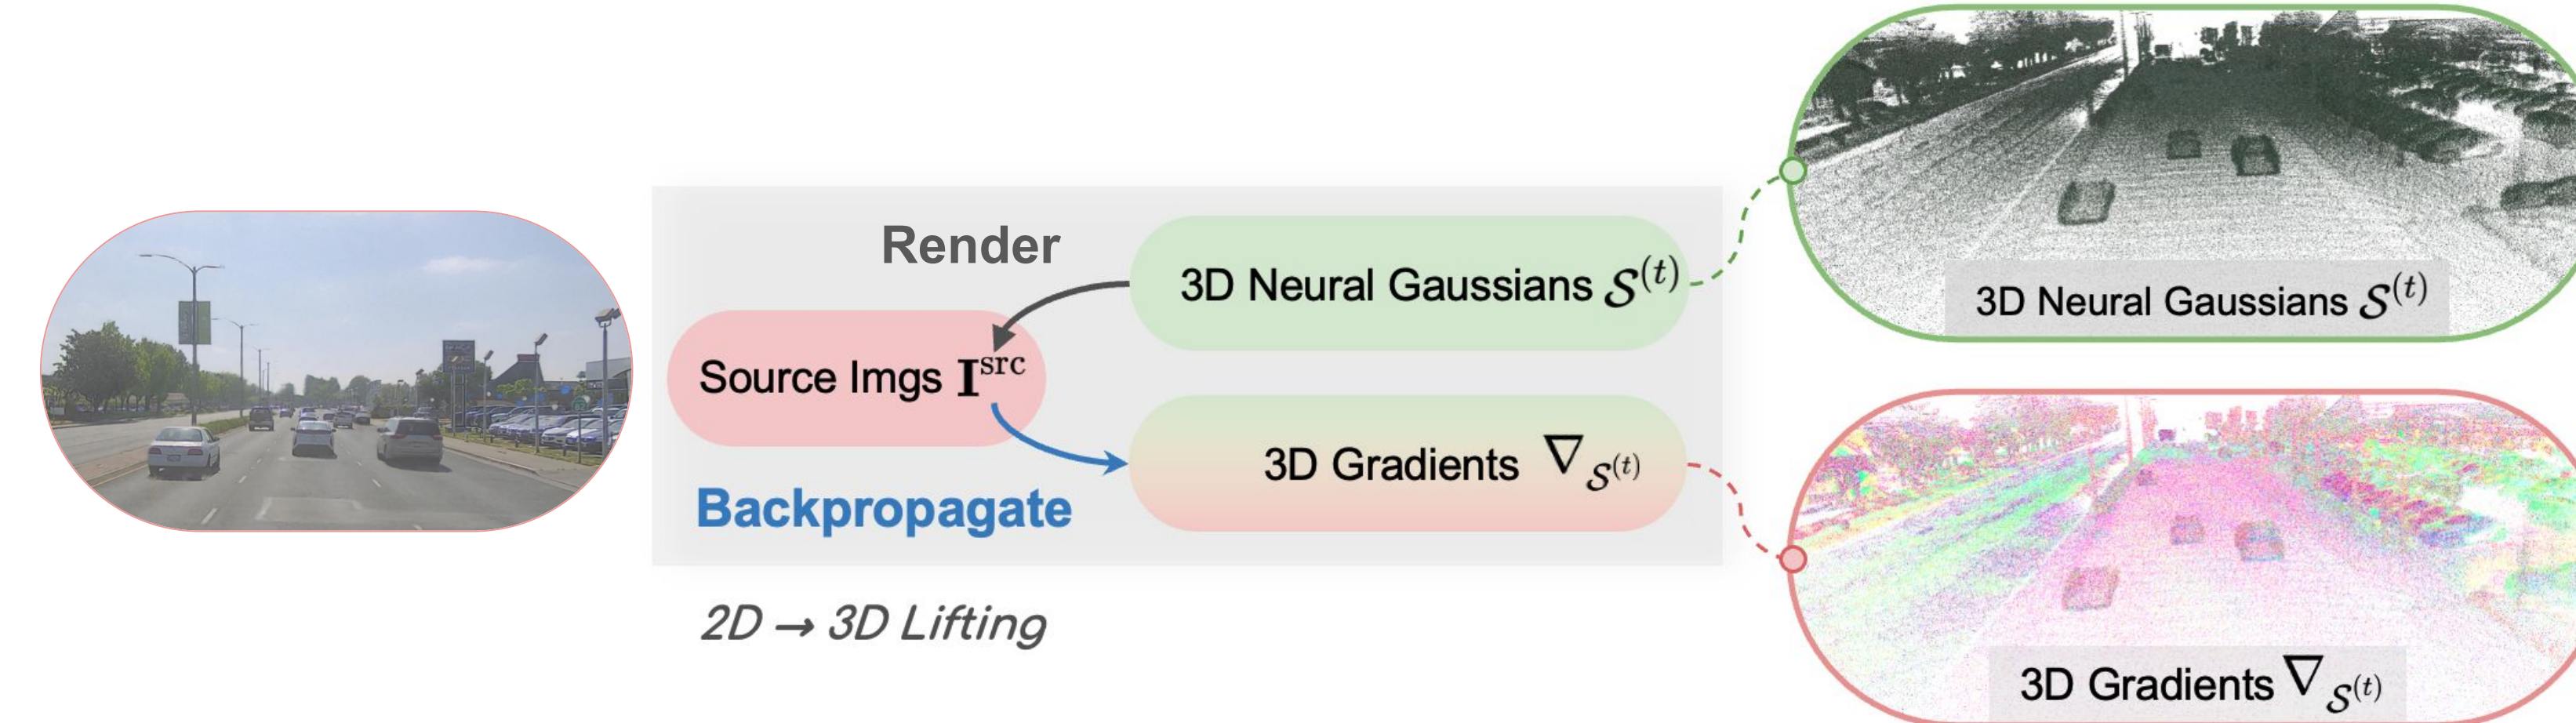 Render
3D Neural Gaussians 𝒮^(t)
Source Imgs I^src
3D Gradients ∇_𝒮^(t)
Backpropagate
2D → 3D Lifting
3D Neural Gaussians 𝒮^(t)
3D Gradients ∇_𝒮^(t)